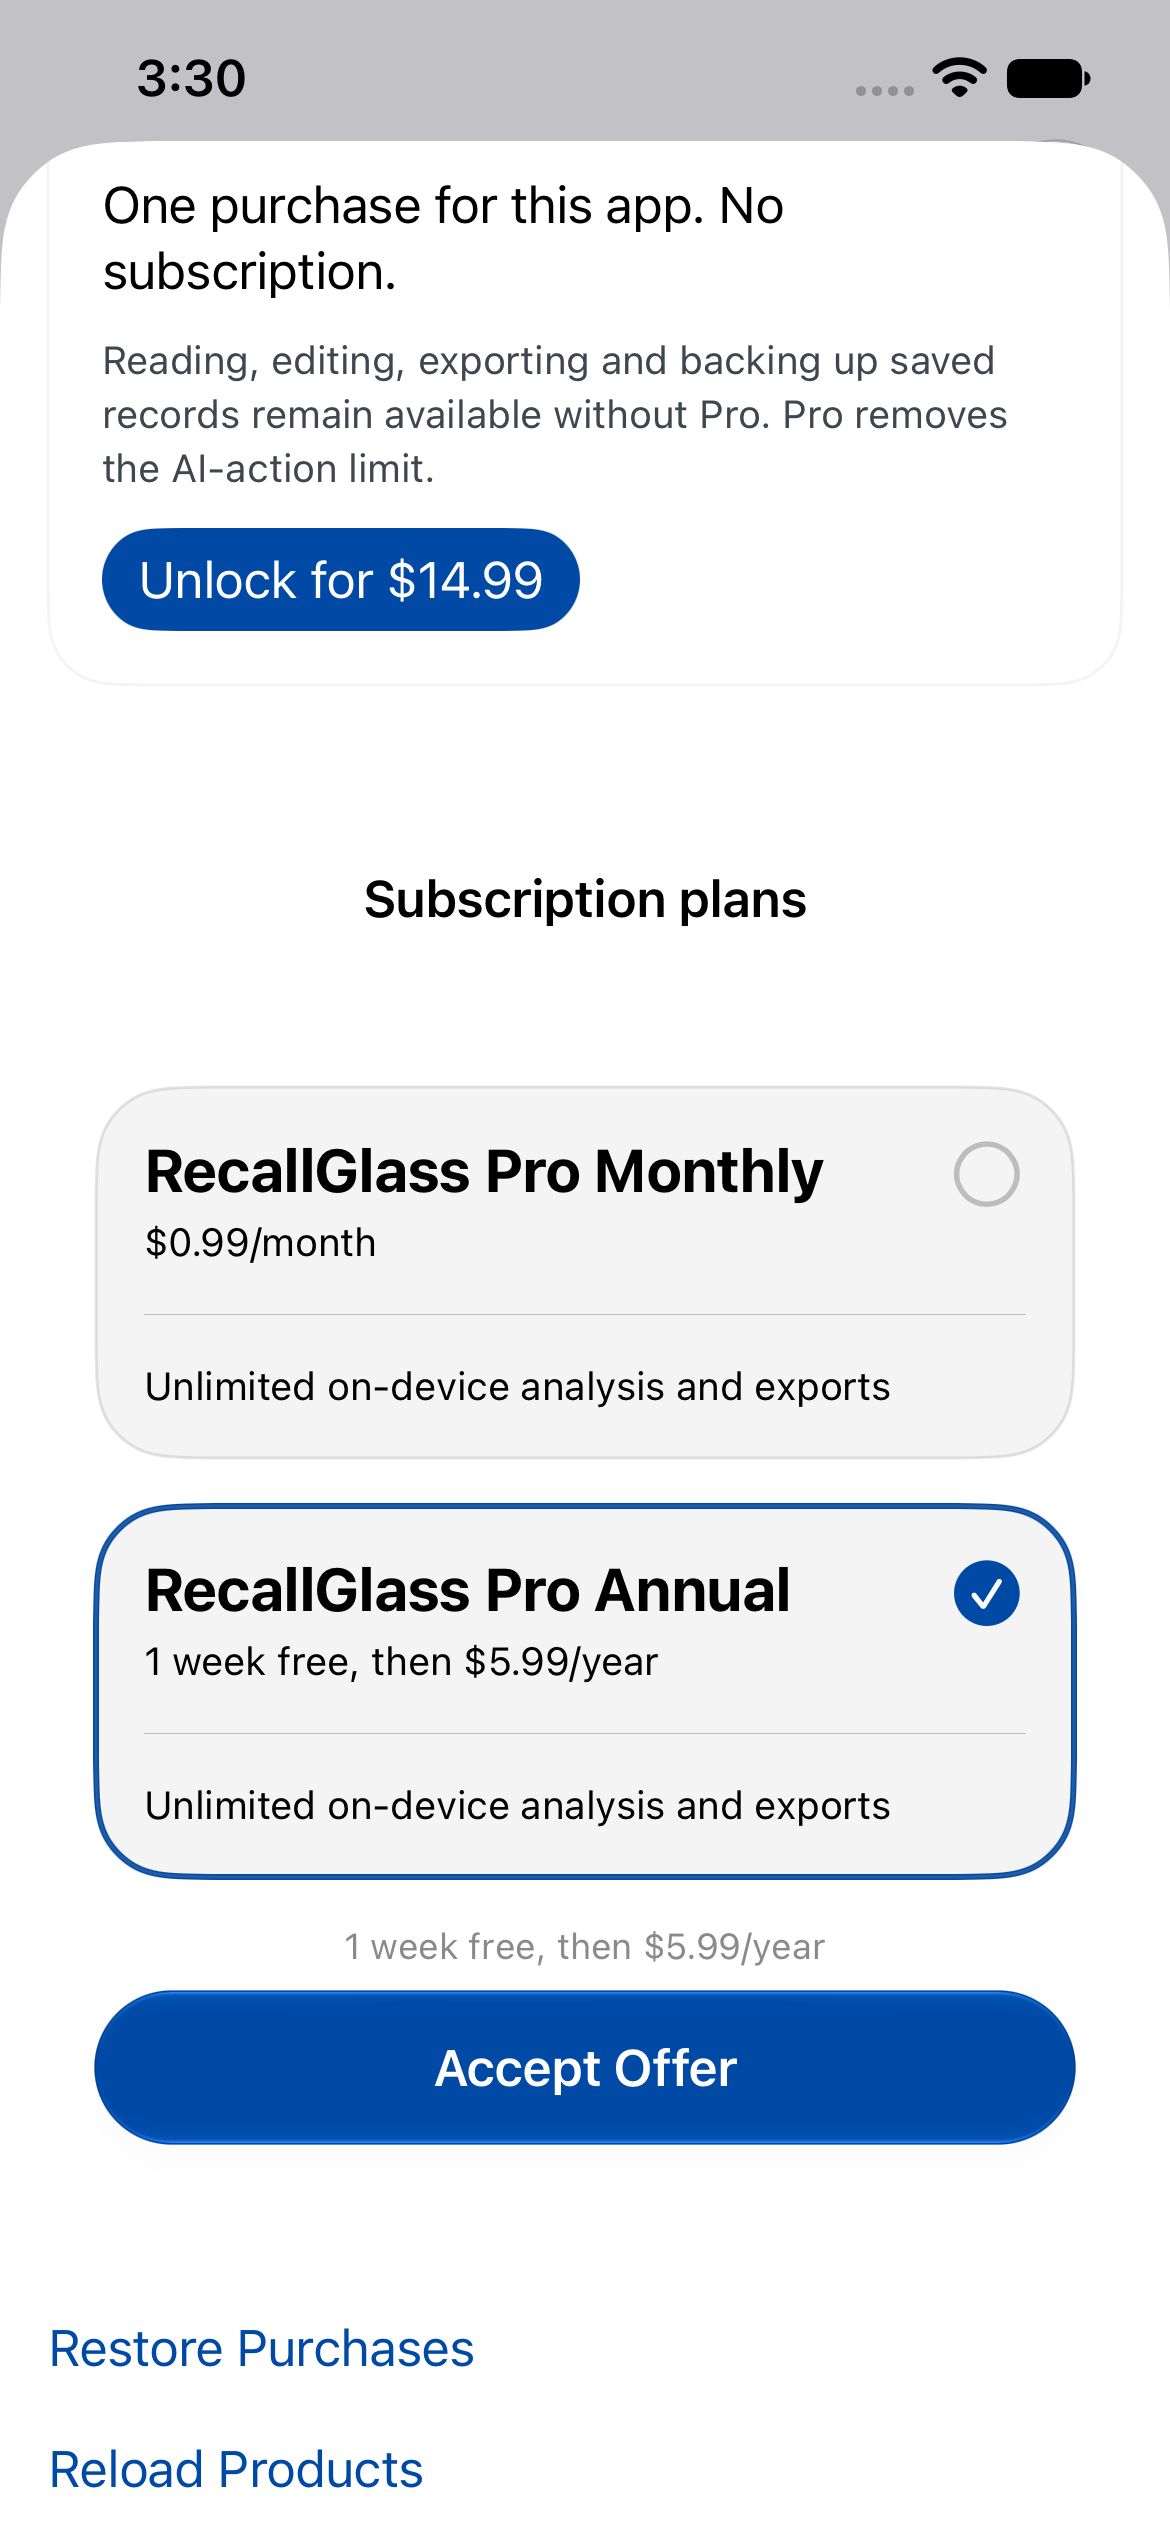 3:30
One purchase for this app. No
subscription.
Reading, editing, exporting and backing up saved
records remain available without Pro. Pro removes
the AI-action limit.
Unlock for $14.99
Subscription plans
RecallGlass Pro Monthly
$0.99/month
Unlimited on-device analysis and exports
RecallGlass Pro Annual
1 week free, then $5.99/year
Unlimited on-device analysis and exports
1 week free, then $5.99/year
Accept Offer
Restore Purchases
Reload Products